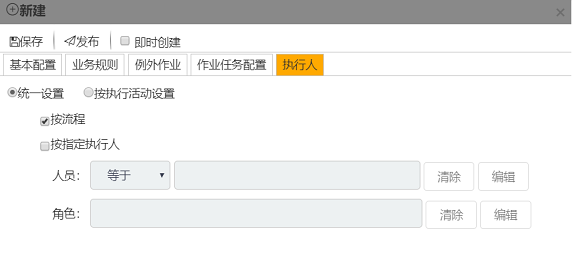 新建
保存 发布 即时创建
基本配置 业务规则 例外作业 作业任务配置 执行人
统一设置 按执行活动设置
按流程
按指定执行人
人员： 等于 清除 编辑
角色： 清除 编辑